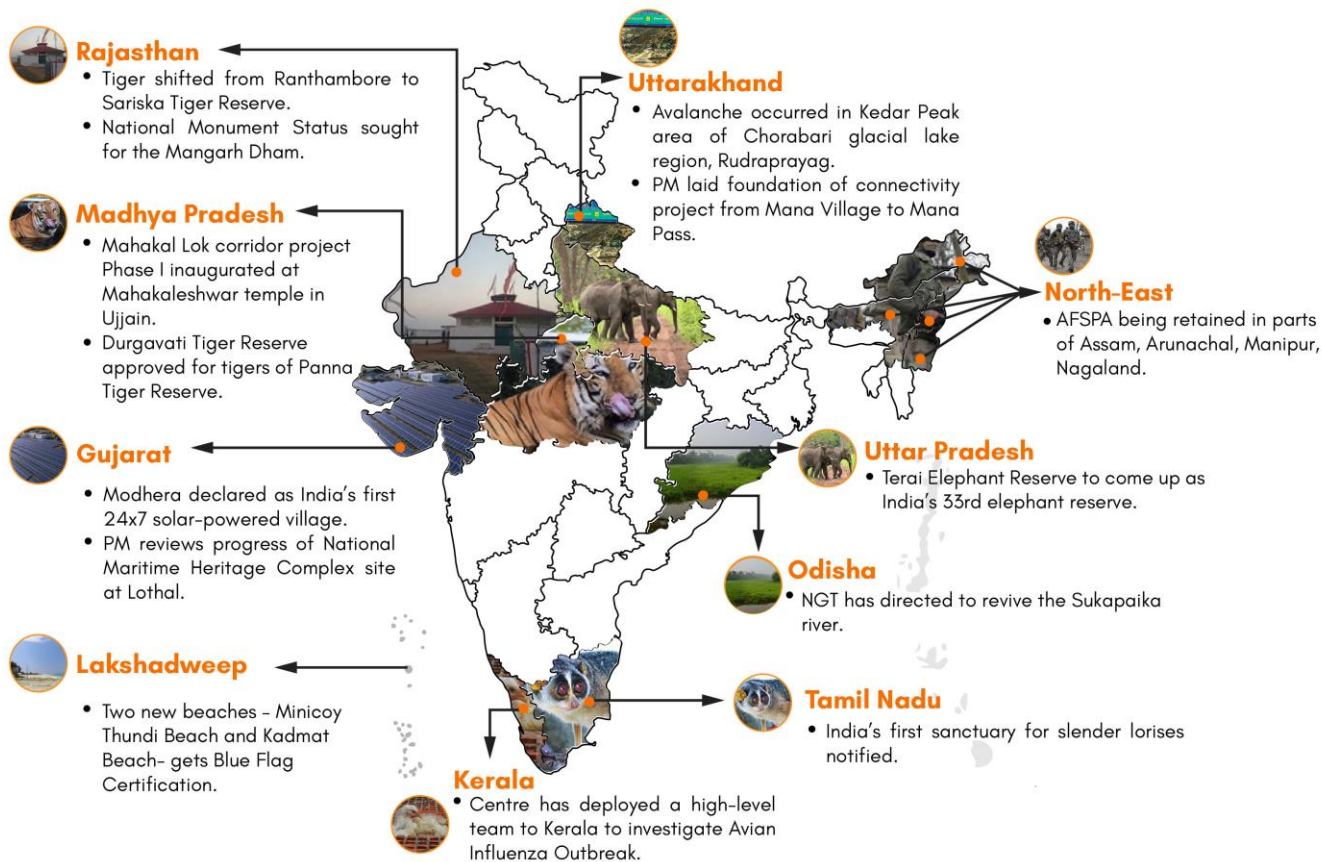 Rajasthan
• Tiger shifted from Ranthambore to
Sariska Tiger Reserve.
• National Monument Status sought
for the Mangarh Dham.
Uttarakhand
• Avalanche occurred in Kedar Peak
area of Chorabari glacial lake
region, Rudraprayag.
• PM laid foundation of connectivity
project from Mana Village to Mana
Pass.
Madhya Pradesh
• Mahakal Lok corridor project
Phase I inaugurated at
Mahakaleshwar temple in
Ujjain.
• Durgavati Tiger Reserve
approved for tigers of Panna
Tiger Reserve.
North-East
• AFSPA being retained in parts
of Assam, Arunachal, Manipur,
Nagaland.
Gujarat
• Modhera declared as India's first
24x7 solar-powered village.
• PM reviews progress of National
Maritime Heritage Complex site
at Lothal.
Uttar Pradesh
• Terai Elephant Reserve to come up as
India's 33rd elephant reserve.
Odisha
• NGT has directed to revive the Sukapaika
river.
Lakshadweep
• Two new beaches - Minicoy
Thundi Beach and Kadmat
Beach- gets Blue Flag
Certification.
Tamil Nadu
• India's first sanctuary for slender lorises
notified.
Kerala
• Centre has deployed a high-level
team to Kerala to investigate Avian
Influenza Outbreak.